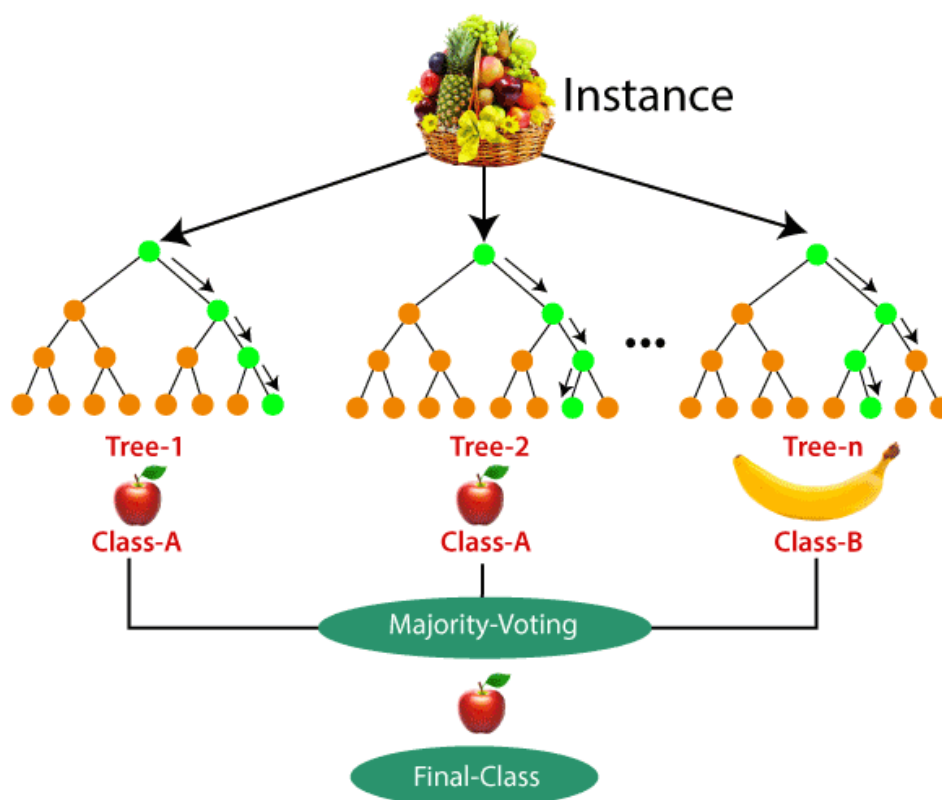 Instance
•••
Tree-1
Tree-2
Tree-n
Class-A
Class-A
Class-B
Majority-Voting
Final-Class